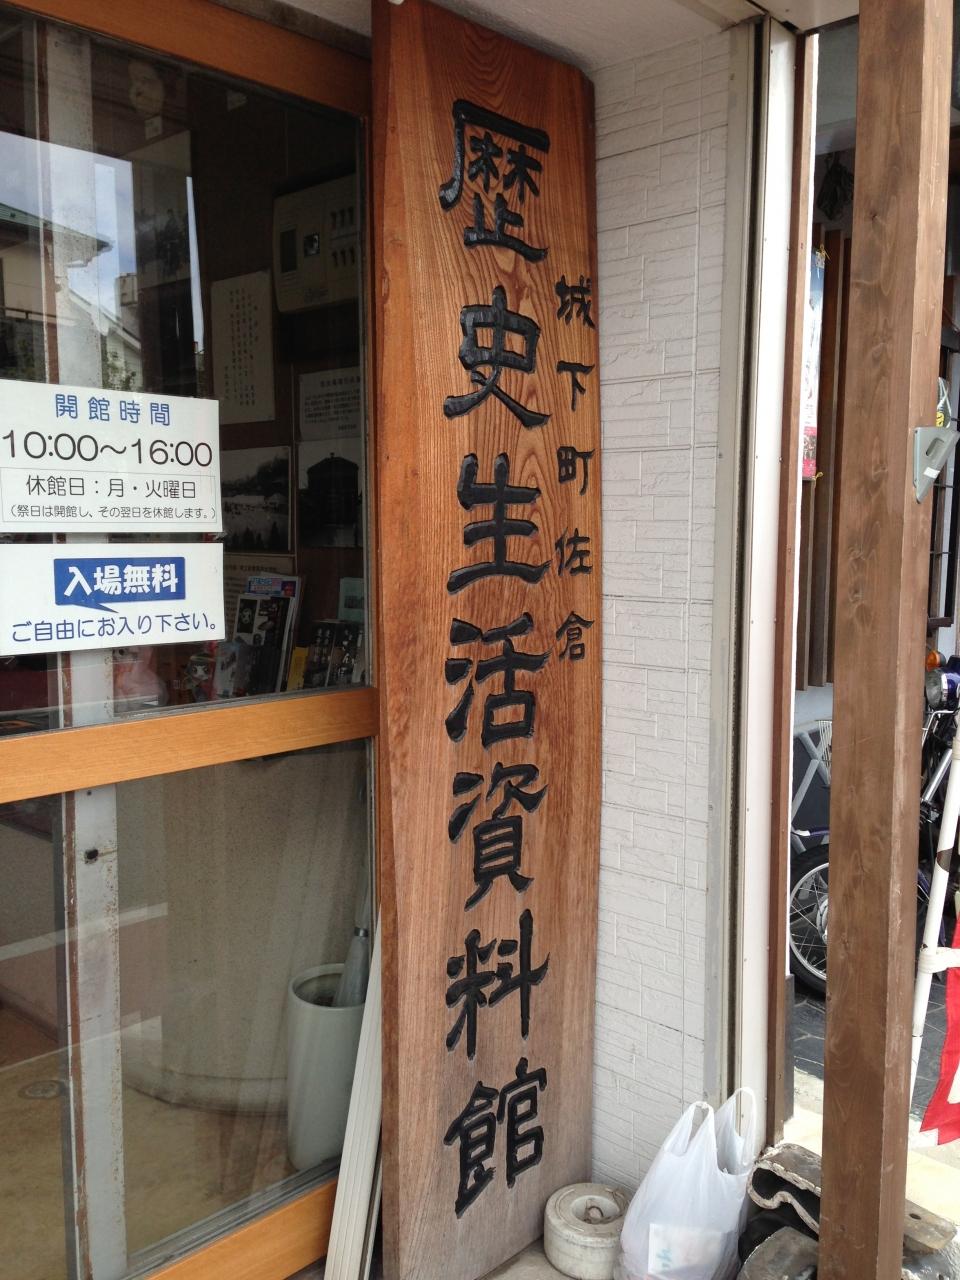 城下町佐倉
歴史生活資料館
開館時間
10:00～16:00
休館日：月・火曜日
（祭日は開館し、その翌日を休館します。）
入場無料
ご自由にお入り下さい。